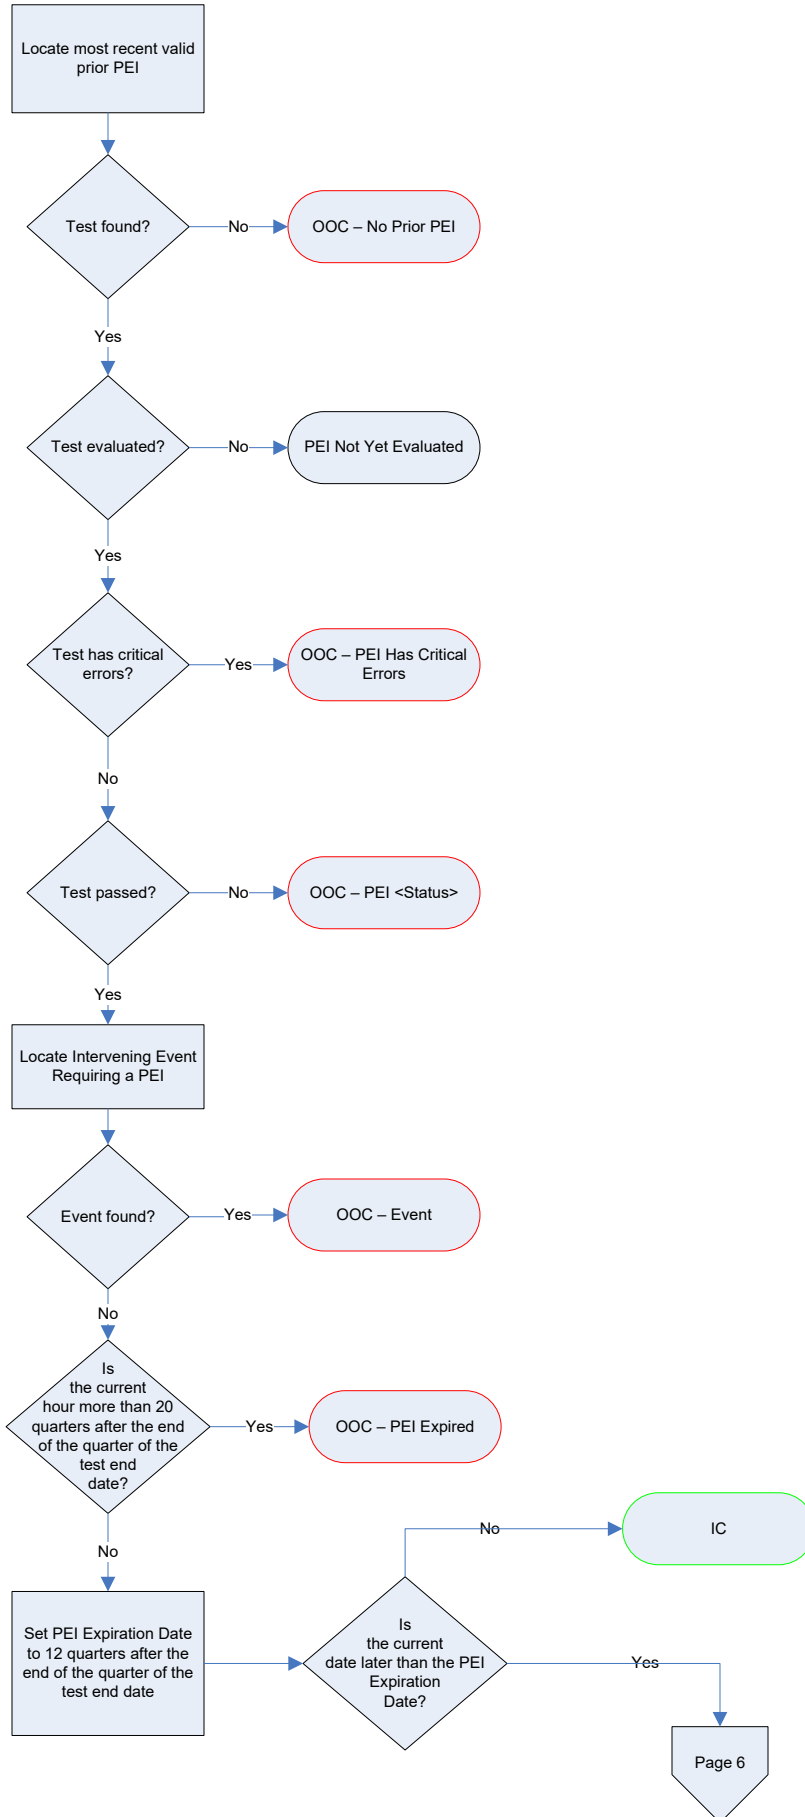 Locate most recent valid
prior PEI
Test found?
No
OOC – No Prior PEI
Yes
Test evaluated?
No
PEI Not Yet Evaluated
Yes
Test has critical
errors?
Yes
OOC – PEI Has Critical
Errors
No
Test passed?
No
OOC – PEI <Status>
Yes
Locate Intervening Event
Requiring a PEI
Event found?
Yes
OOC – Event
No
Is
the current
hour more than 20
quarters after the end
of the quarter of the
test end
date?
Yes
OOC – PEI Expired
No
IC
No
Set PEI Expiration Date
to 12 quarters after the
end of the quarter of the
test end date
Is
the current
date later than the PEI
Expiration
Date?
Yes
Page 6